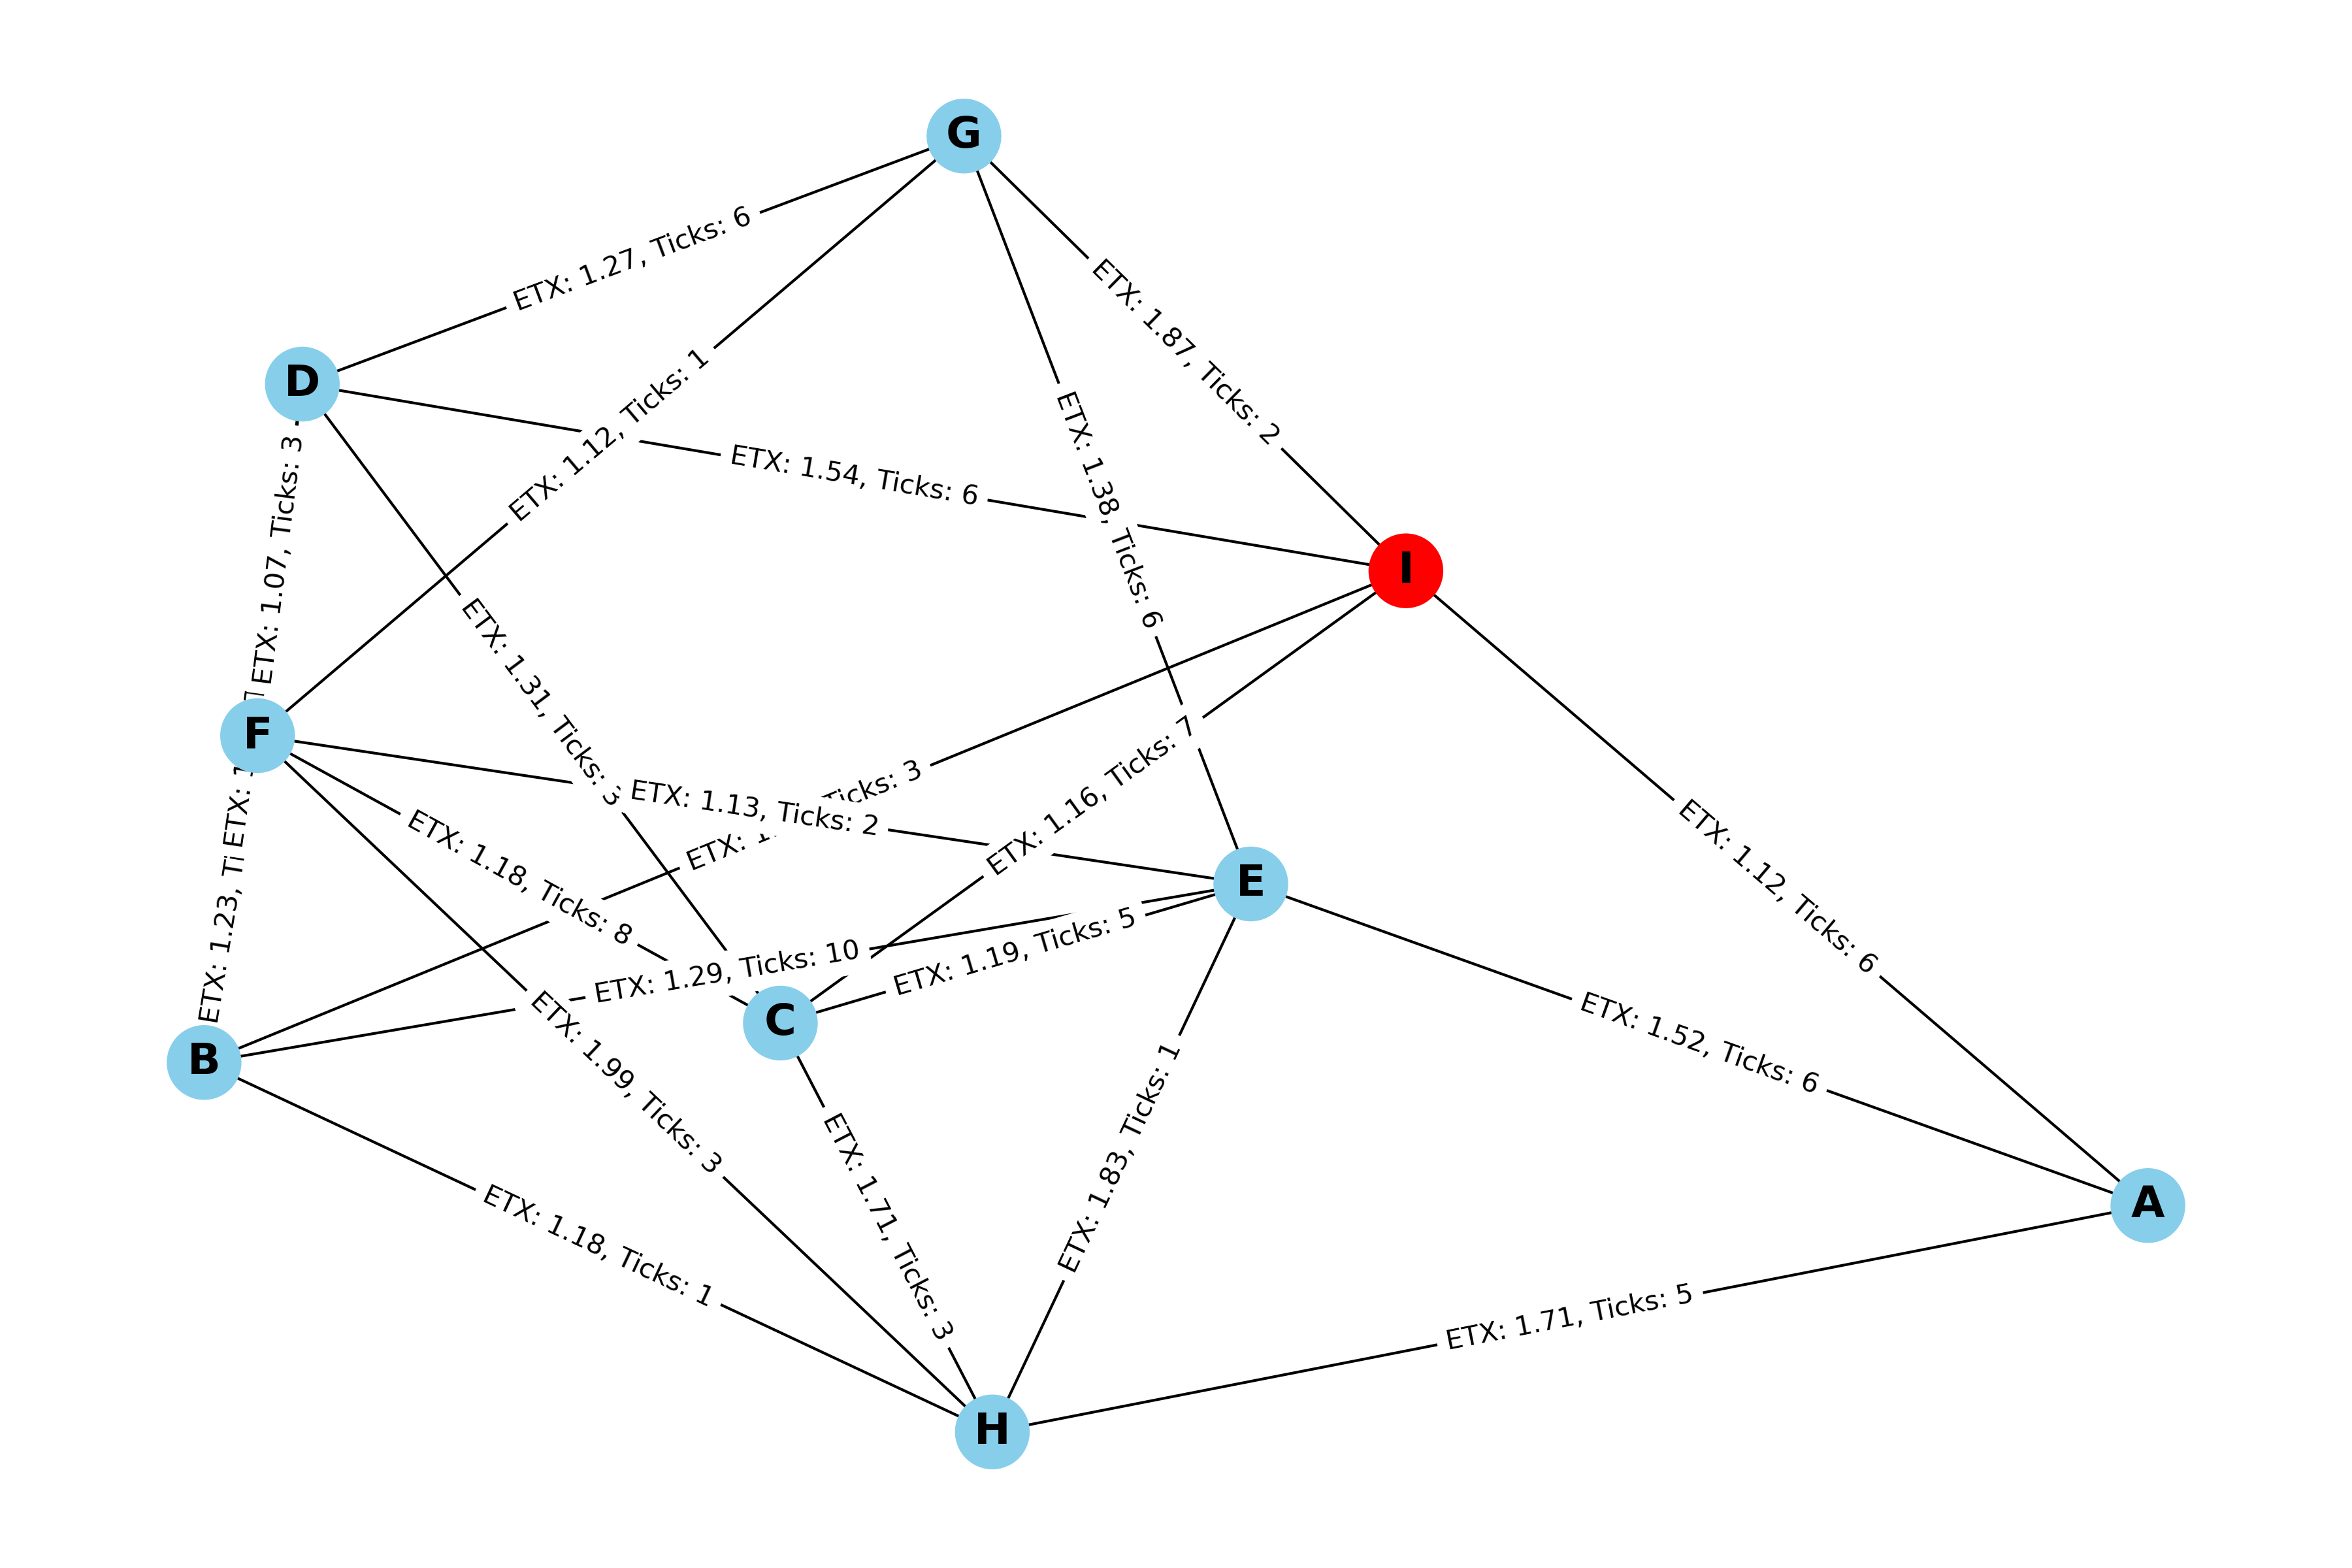 G
ETX: 1.27, Ticks: 6
ETX: 1.87, Ticks: 2
D
ETX: 1.12, Ticks: 1
ETX: 1.54, Ticks: 6
ETX: 1.38, Ticks: 6
ETX: 1.07, Ticks: 3
I
ETX: 1.31, Ticks: 3
F
ETX: 1.13, Ticks: 2
Ticks: 3
ETX:
ETX: 1.16, Ticks: 7
ETX: 1.18, Ticks: 8
E
ETX: 1.12, Ticks: 6
ETX:
ETX: 1.23,
ETX: 1.29, Ticks: 10
ETX: 1.19, Ticks: 5
C
B
ETX: 1.99, Ticks: 3
ETX: 1.52, Ticks: 6
ETX: 1.71, Ticks: 3
ETX: 1.83, Ticks: 1
A
ETX: 1.18, Ticks: 1
ETX: 1.71, Ticks: 5
H